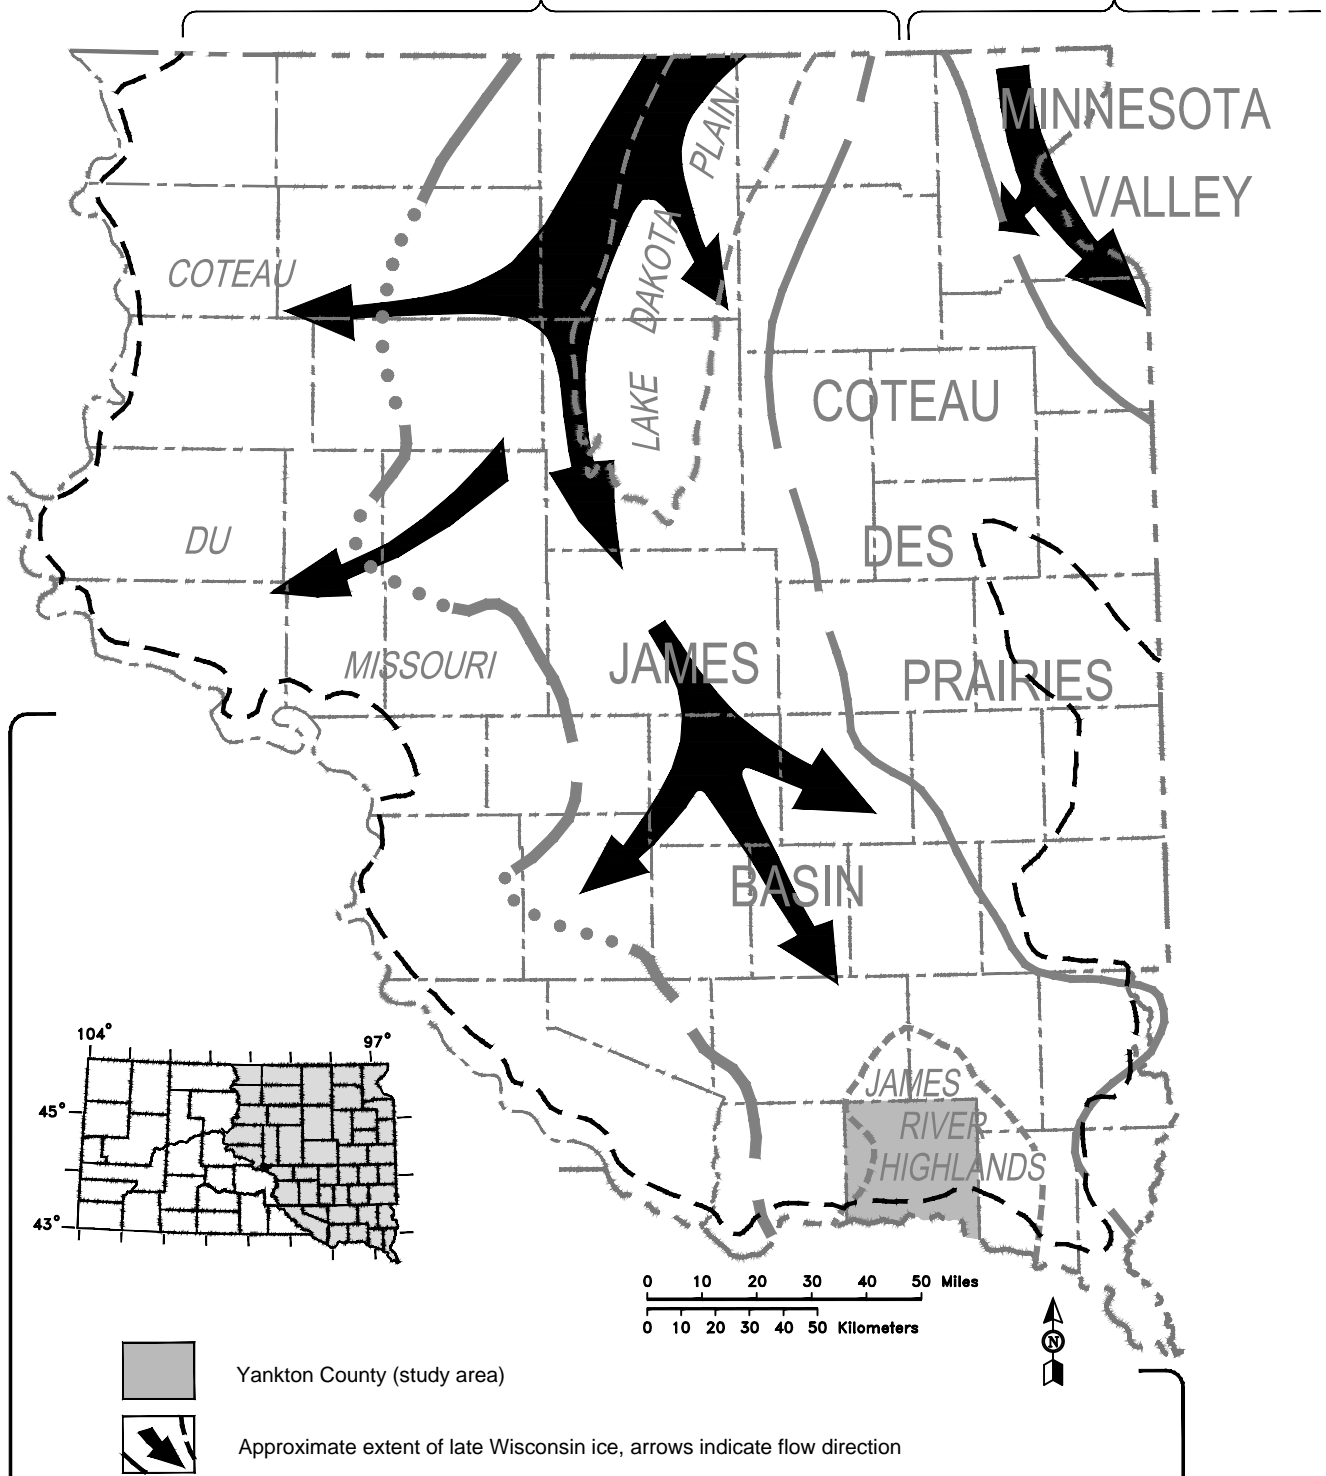 MINNESOTA
VALLEY
PLAIN
DAKOTA
LAKE
COTEAU
COTEAU
DU
DES
MISSOURI
JAMES
PRAIRIES
BASIN
104°
97°
45°
43°
JAMES
RIVER
HIGHLANDS
0 10 20 30 40 50 Miles
0 10 20 30 40 50 Kilometers
N
Yankton County (study area)
Approximate extent of late Wisconsin ice, arrows indicate flow direction